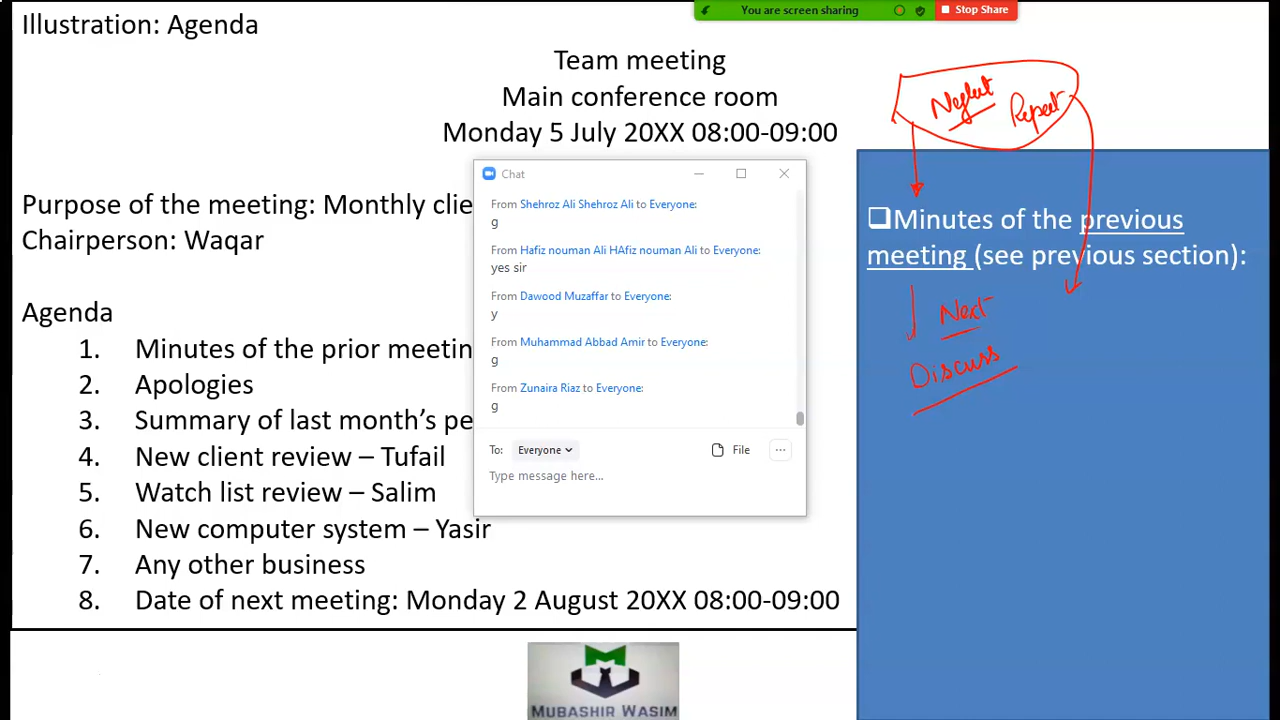 Illustration: Agenda
You are screen sharing
Stop Share
Team meeting
Main conference room
Monday 5 July 20XX 08:00-09:00
Neglect
Repeat
Purpose of the meeting: Monthly clie
Chairperson: Waqar
Agenda
1. Minutes of the prior meetin
2. Apologies
3. Summary of last month's pe
4. New client review – Tufail
5. Watch list review – Salim
6. New computer system – Yasir
7. Any other business
8. Date of next meeting: Monday 2 August 20XX 08:00-09:00
Chat
From Shehroz Ali Shehroz Ali to Everyone:
g
From Hafiz nouman Ali HAfiz nouman Ali to Everyone:
yes sir
From Dawood Muzaffar to Everyone:
y
From Muhammad Abbad Amir to Everyone:
g
From Zunaira Riaz to Everyone:
g
To: Everyone
File
Type message here...
❑Minutes of the previous
meeting (see previous section):
Next
Discuss
MUBASHIR WASIM